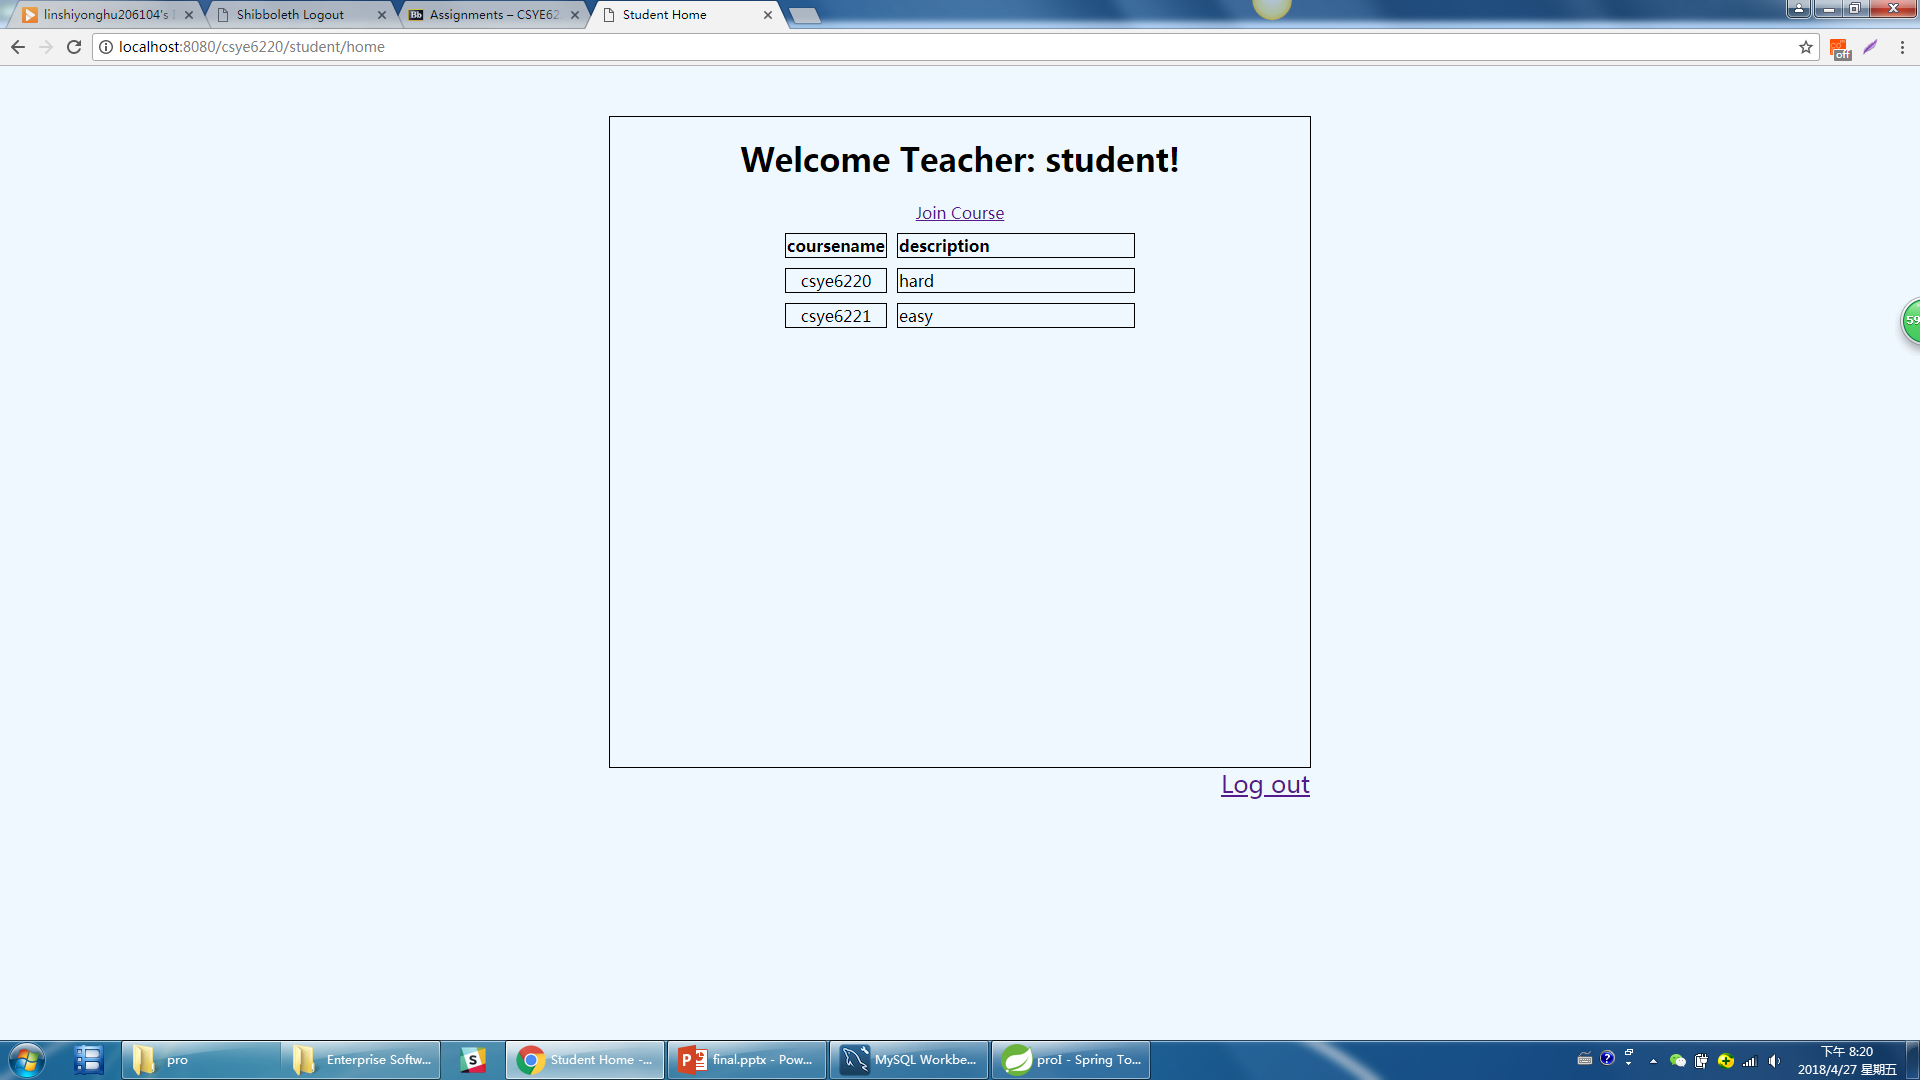 linshiyonghu206104's
Shibboleth Logout
Assignments – CSYE62
Student Home
localhost:8080/csye6220/student/home
off
Welcome Teacher: student!
Join Course
coursename description
csye6220 hard
csye6221 easy
59
Log out
pro
Enterprise Softw...
Student Home -...
final.pptx - Pow...
MySQL Workbe...
proI - Spring To...
下午 8:20
2018/4/27 星期五